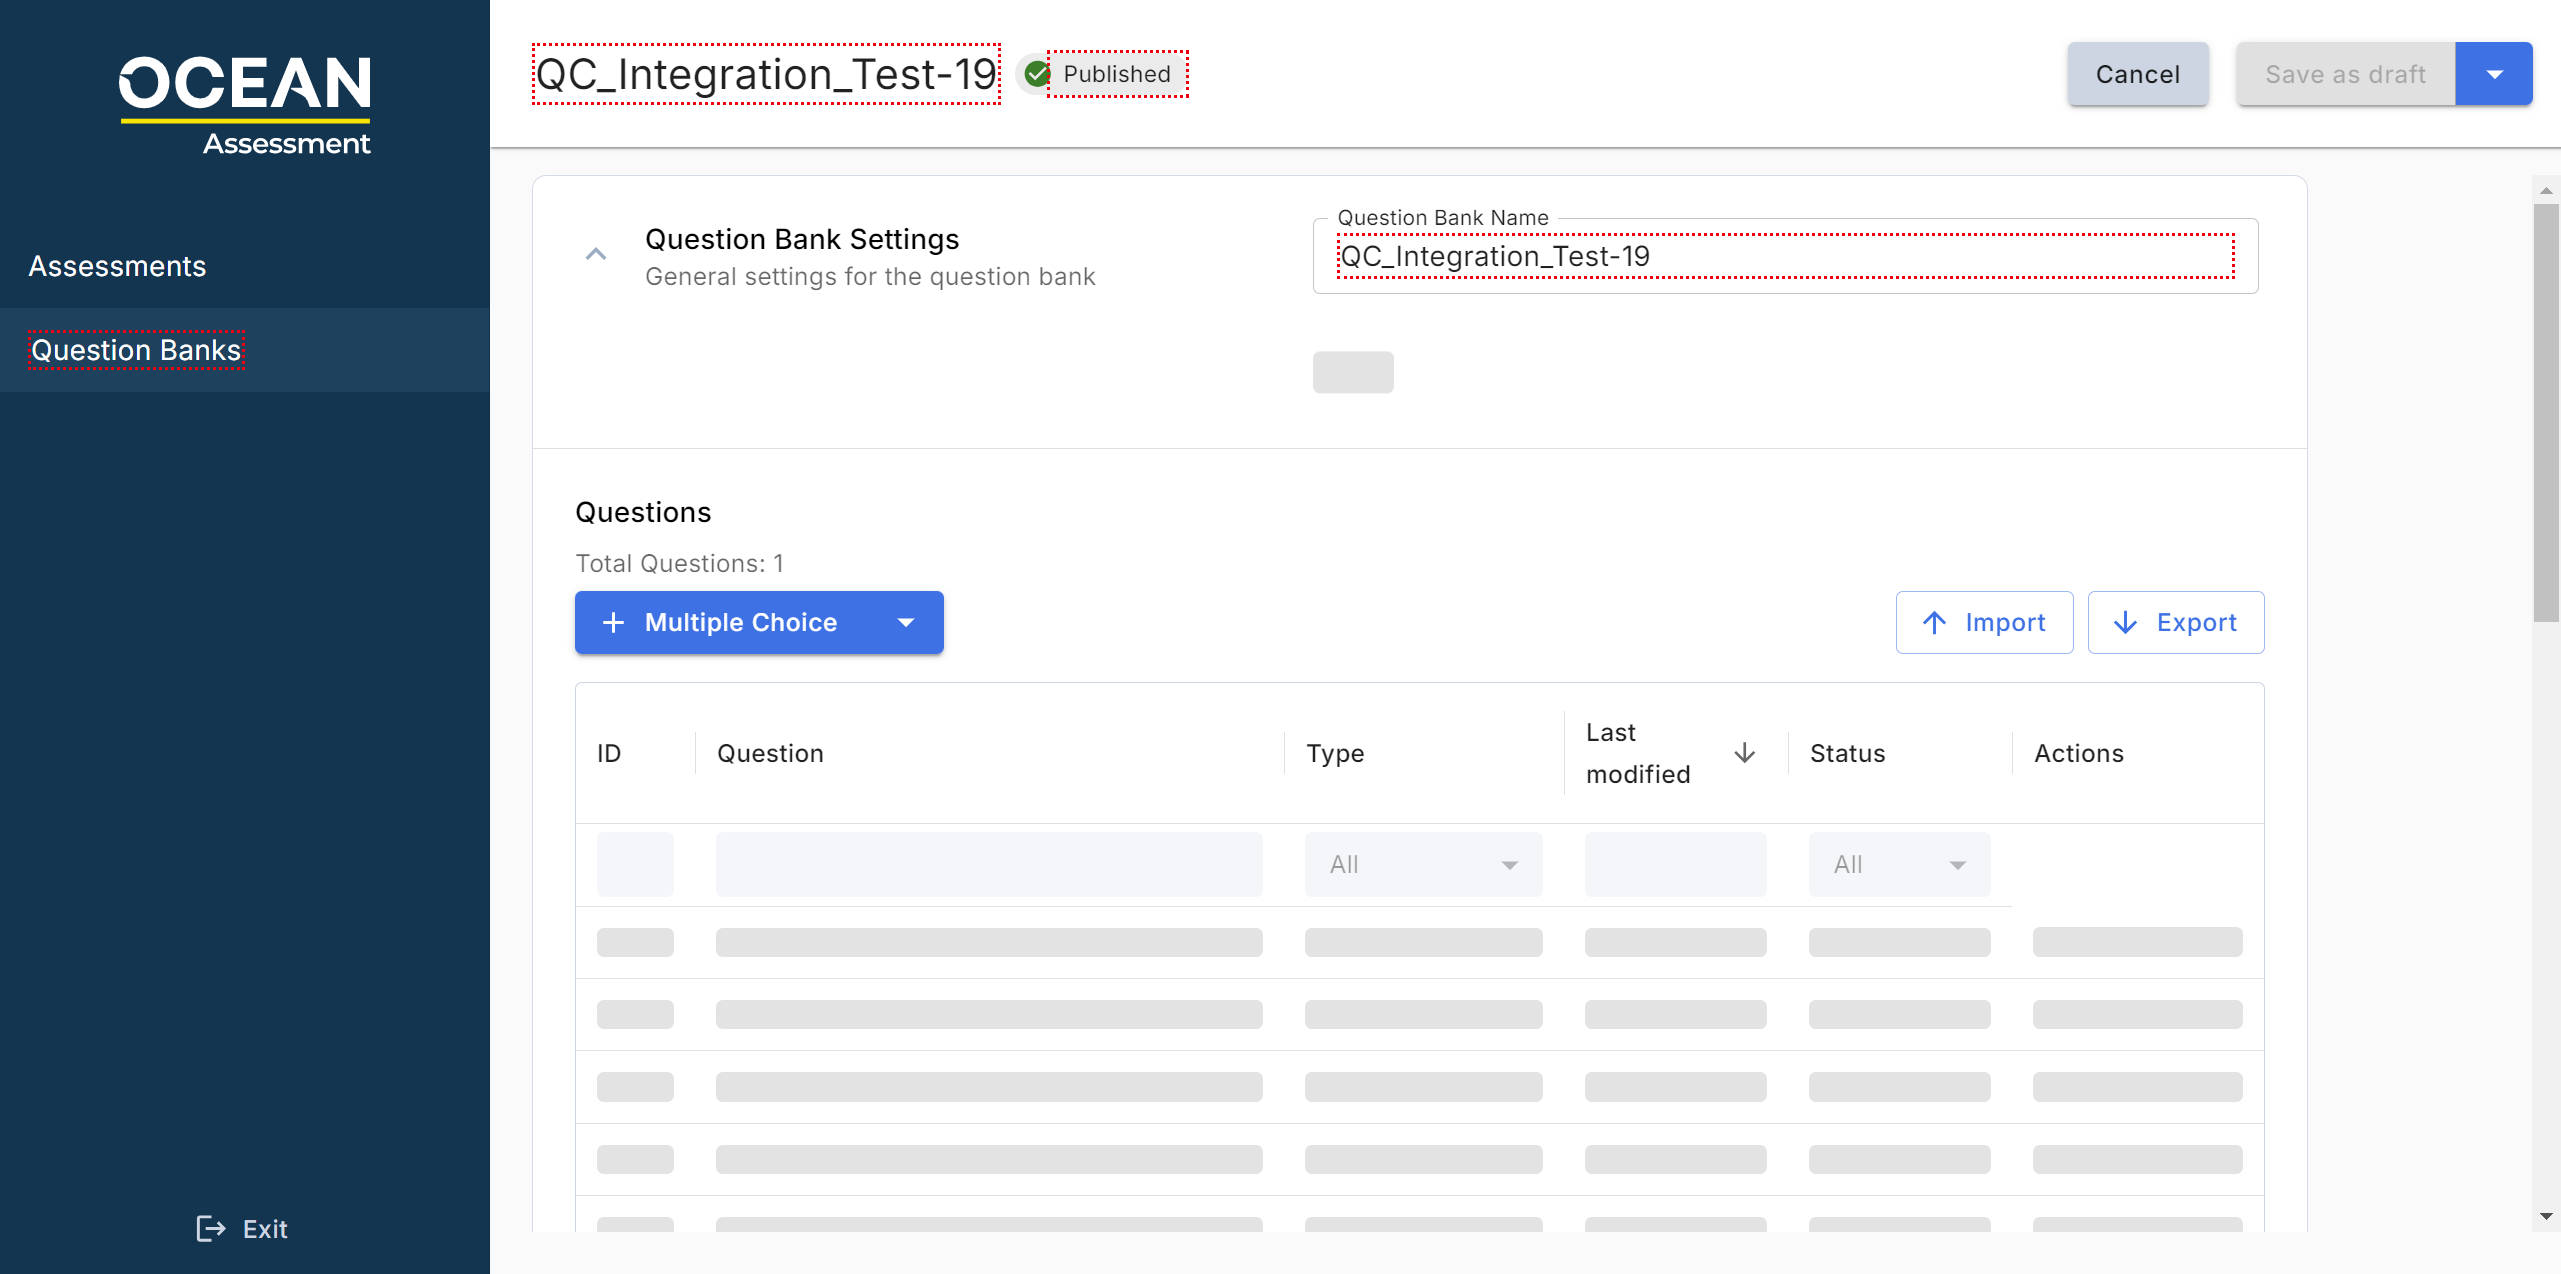 OCEAN
Assessment
Assessments
Question Banks
Exit
QC_Integration_Test-19
Published
Cancel
Save as draft
Question Bank Settings
General settings for the question bank
Question Bank Name
QC_Integration_Test-19
Questions
Total Questions: 1
Multiple Choice
Import
Export
ID
Question
Type
Last modified
Status
Actions
All
All